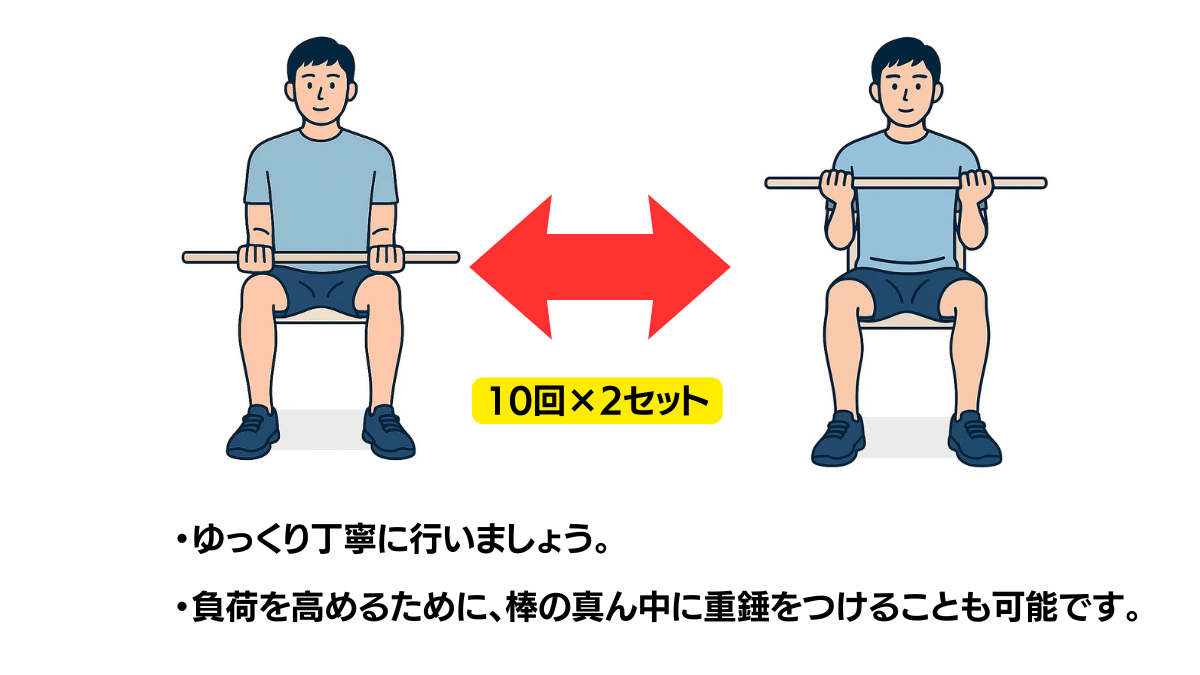 10回×2セット
・ゆっくり丁寧に行いましょう。
・負荷を高めるために、棒の真ん中に重錘をつけることも可能です。